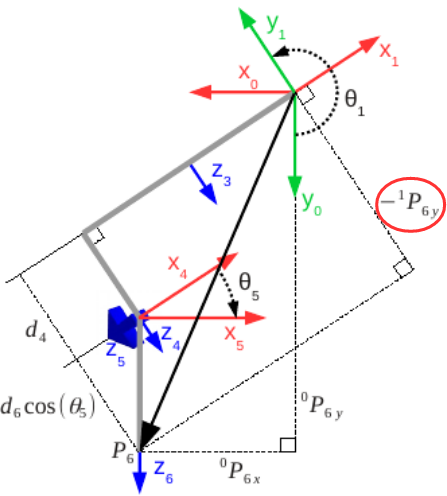 y₁
x₁
x₀
θ₁
z₃
y₀
−¹P₆y
x₄
θ₅
z₄
x₅
z₅
d₄
d₆cos(θ₅)
⁰P₆y
P₆
⁰P₆x
z₆